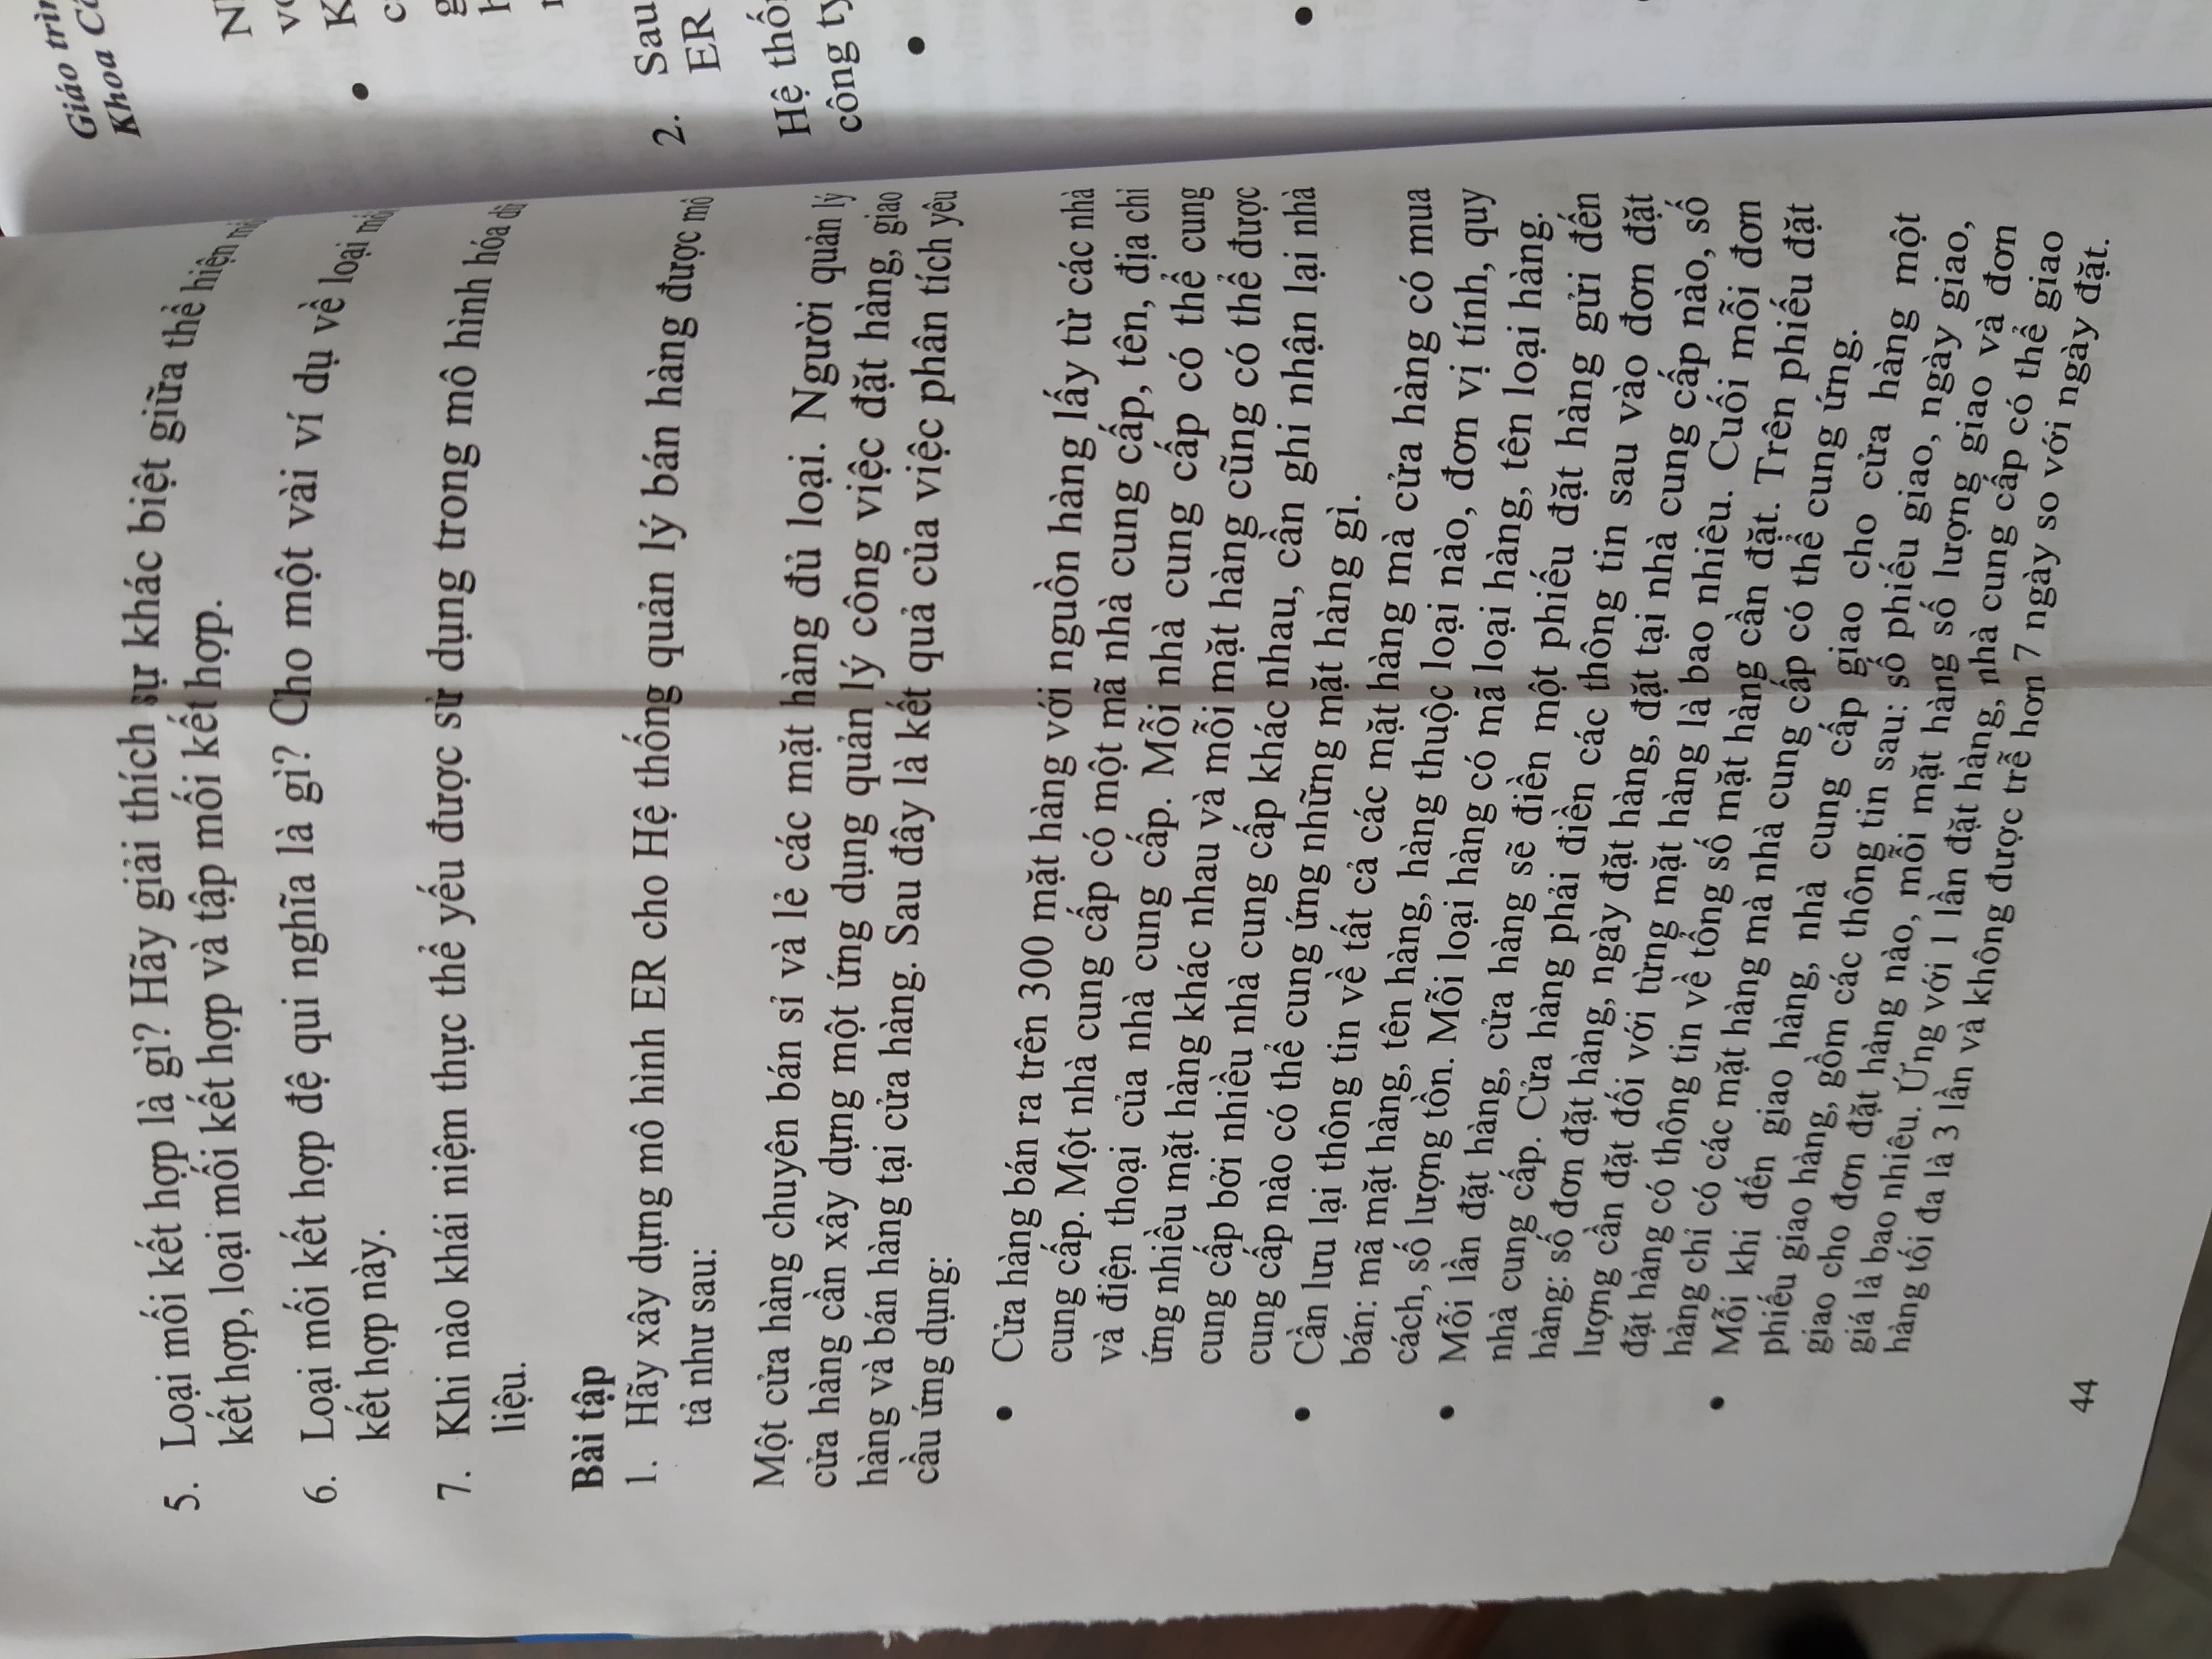 5. Loại mối kết hợp là gì? Hãy giải thích sự khác biệt giữa thể hiện mối
kết hợp, loại mối kết hợp và tập mối kết hợp.
6. Loại mối kết hợp đệ qui nghĩa là gì? Cho một vài ví dụ về loại mối
kết hợp này.
7. Khi nào khái niệm thực thể yếu được sử dụng trong mô hình hóa dữ
liệu.
Bài tập
1. Hãy xây dựng mô hình ER cho Hệ thống quản lý bán hàng được mô
tả như sau:
Một cửa hàng chuyên bán sỉ và lẻ các mặt hàng đủ loại. Người quản lý
cửa hàng cần xây dựng một ứng dụng quản lý công việc đặt hàng, giao
hàng và bán hàng tại cửa hàng. Sau đây là kết quả của việc phân tích yêu
cầu ứng dụng:
• Cửa hàng bán ra trên 300 mặt hàng với nguồn hàng lấy từ các nhà
cung cấp. Một nhà cung cấp có một mã nhà cung cấp, tên, địa chỉ
và điện thoại của nhà cung cấp. Mỗi nhà cung cấp có thể cung
ứng nhiều mặt hàng khác nhau và mỗi mặt hàng cũng có thể được
cung cấp bởi nhiều nhà cung cấp khác nhau, cần ghi nhận lại nhà
cung cấp nào có thể cung ứng những mặt hàng gì.
• Cần lưu lại thông tin về tất cả các mặt hàng mà cửa hàng có mua
bán: mã mặt hàng, tên hàng, hàng thuộc loại nào, đơn vị tính, quy
cách, số lượng tồn. Mỗi loại hàng có mã loại hàng, tên loại hàng.
• Mỗi lần đặt hàng, cửa hàng sẽ điền một phiếu đặt hàng gửi đến
nhà cung cấp. Cửa hàng phải điền các thông tin sau vào đơn đặt
hàng: số đơn đặt hàng, ngày đặt hàng, đặt tại nhà cung cấp nào, số
lượng cần đặt đối với từng mặt hàng là bao nhiêu. Cuối mỗi đơn
đặt hàng có thông tin về tổng số mặt hàng cần đặt. Trên phiếu đặt
hàng chỉ có các mặt hàng mà nhà cung cấp có thể cung ứng.
• Mỗi khi đến giao hàng, nhà cung cấp giao cho cửa hàng một
phiếu giao hàng, gồm các thông tin sau: số phiếu giao, ngày giao,
giao cho đơn đặt hàng nào, mỗi mặt hàng số lượng giao và đơn
giá là bao nhiêu. Ứng với 1 lần đặt hàng, nhà cung cấp có thể giao
hàng tối đa là 3 lần và không được trễ hơn 7 ngày so với ngày đặt.
44
Giáo
Khoa
2. Sau
ER
Hệ
công